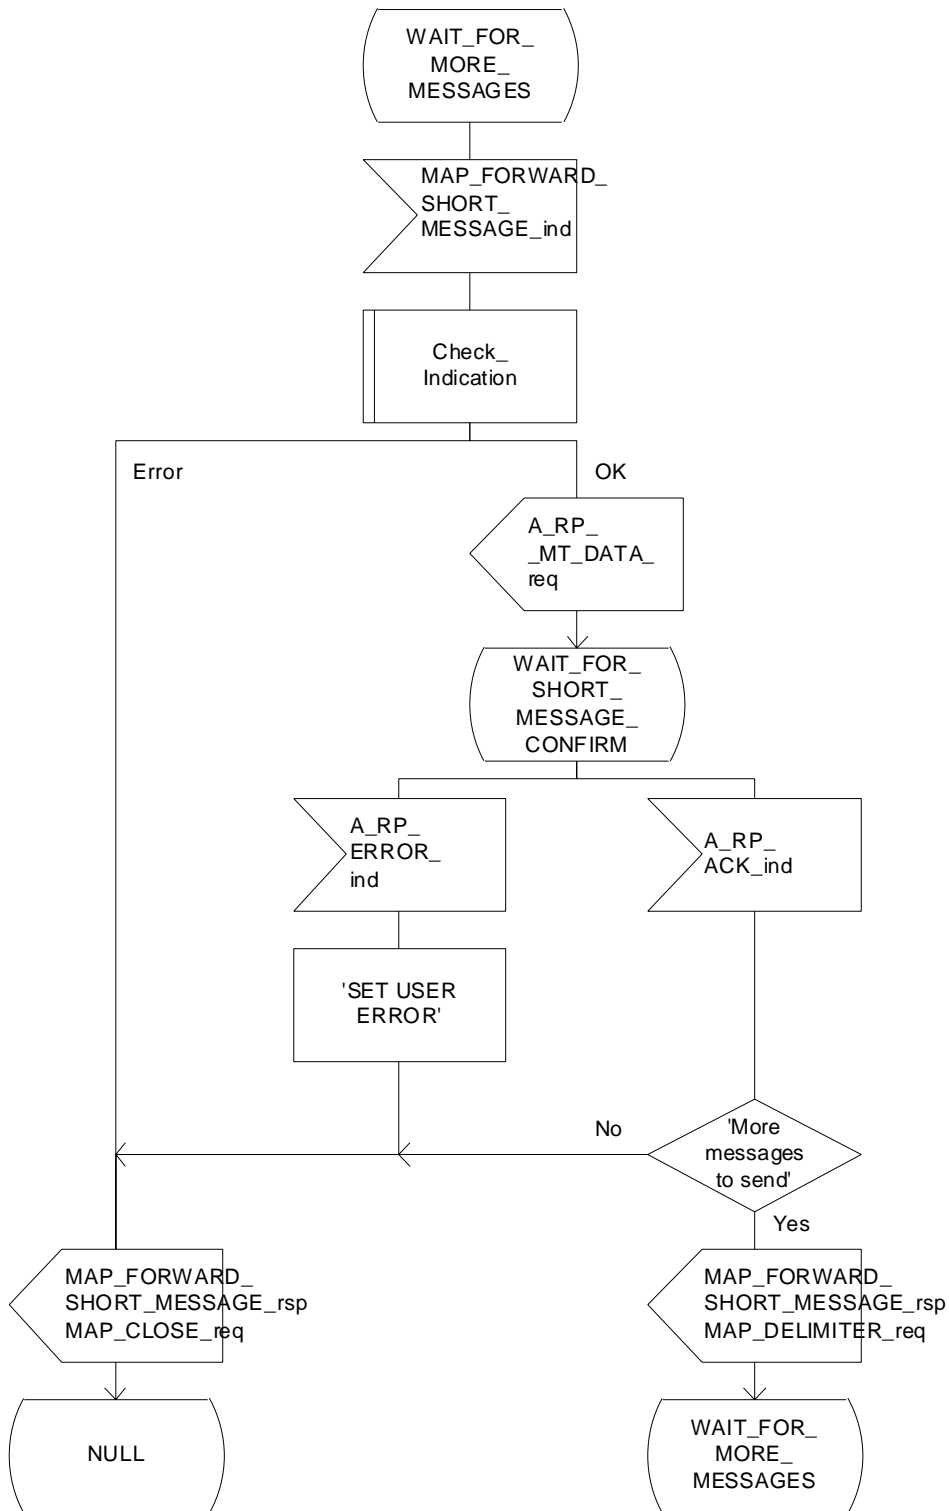 WAIT_FOR_
MORE_
MESSAGES
MAP_FORWARD_
SHORT_
MESSAGE_ind
Check_
Indication
Error
OK
A_RP_
_MT_DATA_
req
WAIT_FOR_
SHORT_
MESSAGE_
CONFIRM
A_RP_
ERROR_
ind
A_RP_
ACK_ind
'SET USER
ERROR'
No
'More
messages
to send'
Yes
MAP_FORWARD_
SHORT_MESSAGE_rsp
MAP_CLOSE_req
MAP_FORWARD_
SHORT_MESSAGE_rsp
MAP_DELIMITER_req
NULL
WAIT_FOR_
MORE_
MESSAGES